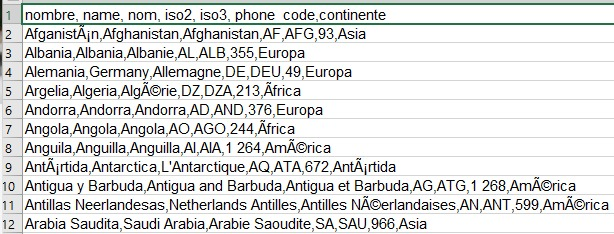 1 nombre, name, nom, iso2, iso3, phone_code,continente
2 AfganistÃ¡n,Afghanistan,Afghanistan,AF,AFG,93,Asia
3 Albania,Albania,Albanie,AL,ALB,355,Europa
4 Alemania,Germany,Allemagne,DE,DEU,49,Europa
5 Argelia,Algeria,AlgÃ©rie,DZ,DZA,213,Ãfrica
6 Andorra,Andorra,Andorra,AD,AND,376,Europa
7 Angola,Angola,Angola,AO,AGO,244,Ãfrica
8 Anguila,Anguilla,Anguilla,AI,AIA,1 264,AmÃ©rica
9 AntÃ¡rtida,Antarctica,L'Antarctique,AQ,ATA,672,AntÃ¡rtida
10 Antigua y Barbuda,Antigua and Barbuda,Antigua et Barbuda,AG,ATG,1 268,AmÃ©rica
11 Antillas Neerlandesas,Netherlands Antilles,Antilles NÃ©erlandaises,AN,ANT,599,AmÃ©rica
12 Arabia Saudita,Saudi Arabia,Arabie Saoudite,SA,SAU,966,Asia